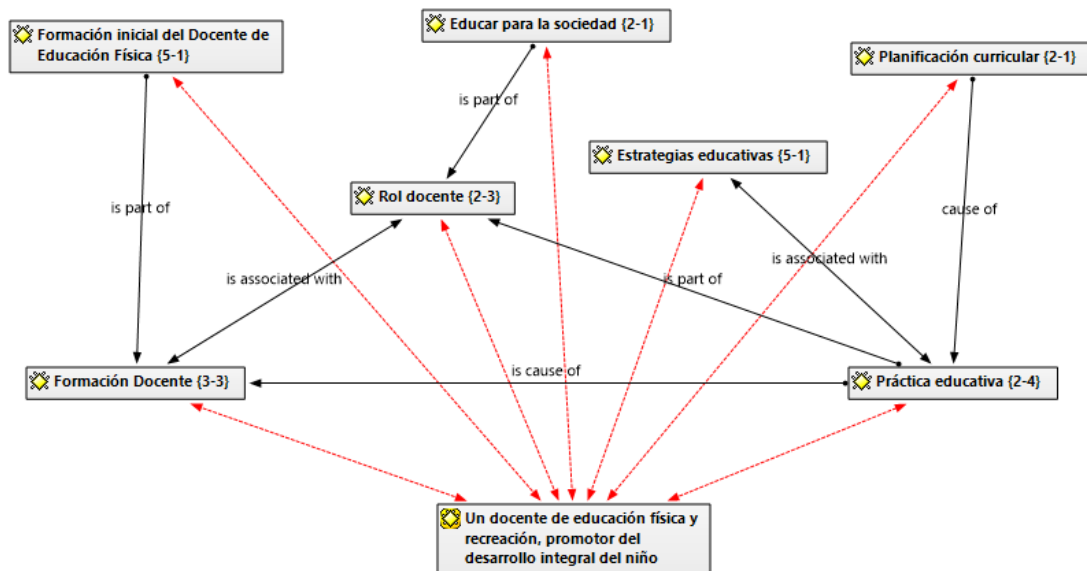 Educar para la sociedad {2-1}
Formación inicial del Docente de
Educación Física {5-1}
Planificación curricular {2-1}
is part of
Estrategias educativas {5-1}
Rol docente {2-3}
is part of
cause of
is associated with
is associated with
is part of
is cause of
Formación Docente {3-3}
Práctica educativa {2-4}
Un docente de educación física y
recreación, promotor del
desarrollo integral del niño